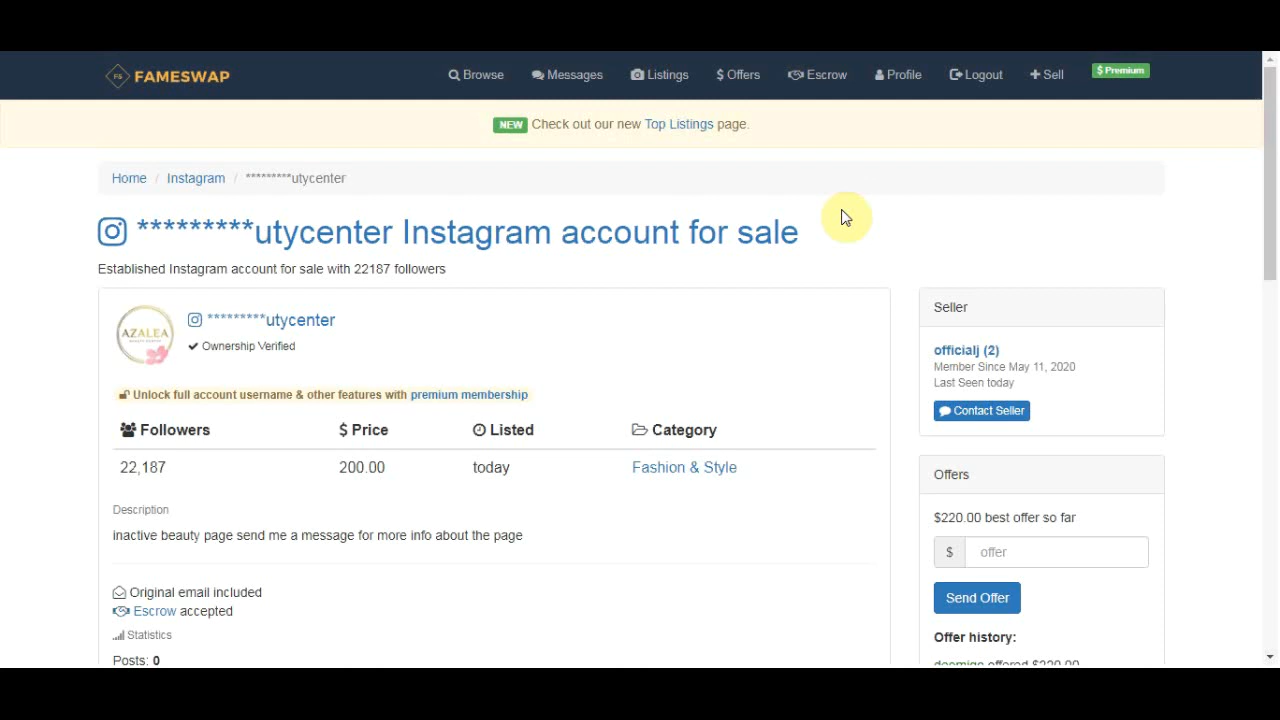 FS FAMESWAP Browse Messages Listings $ Offers Escrow Profile Logout Sell $ Premium
NEW Check out our new Top Listings page.
Home / Instagram / *********utycenter
*********utycenter Instagram account for sale
Established Instagram account for sale with 22187 followers
AZALEA
*********utycenter
Ownership Verified
Unlock full account username & other features with premium membership
Followers $ Price Listed Category
22,187 200.00 today Fashion & Style
Description
inactive beauty page send me a message for more info about the page
Original email included
Escrow accepted
Statistics
Posts: 0
Seller
officialj (2)
Member Since May 11, 2020
Last Seen today
Contact Seller
Offers
$220.00 best offer so far
$ offer
Send Offer
Offer history:
offered $220.00